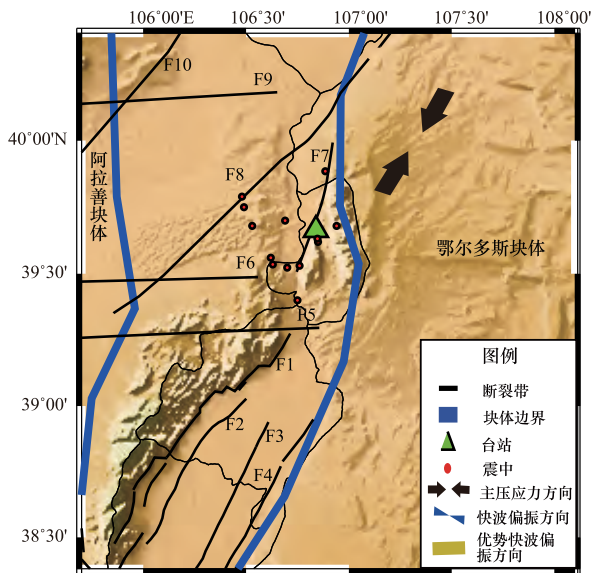 106°00'E 106°30' 107°00' 107°30' 108°00'
F10
F9
40°00'N
阿拉善块体
F7
F8
鄂尔多斯块体
F6
39°30'
F5
图例
F1
断裂带
39°00'
块体边界
F2
台站
F3
震中
F4
主压应力方向
快波偏振方向
38°30'
优势快波偏
振方向